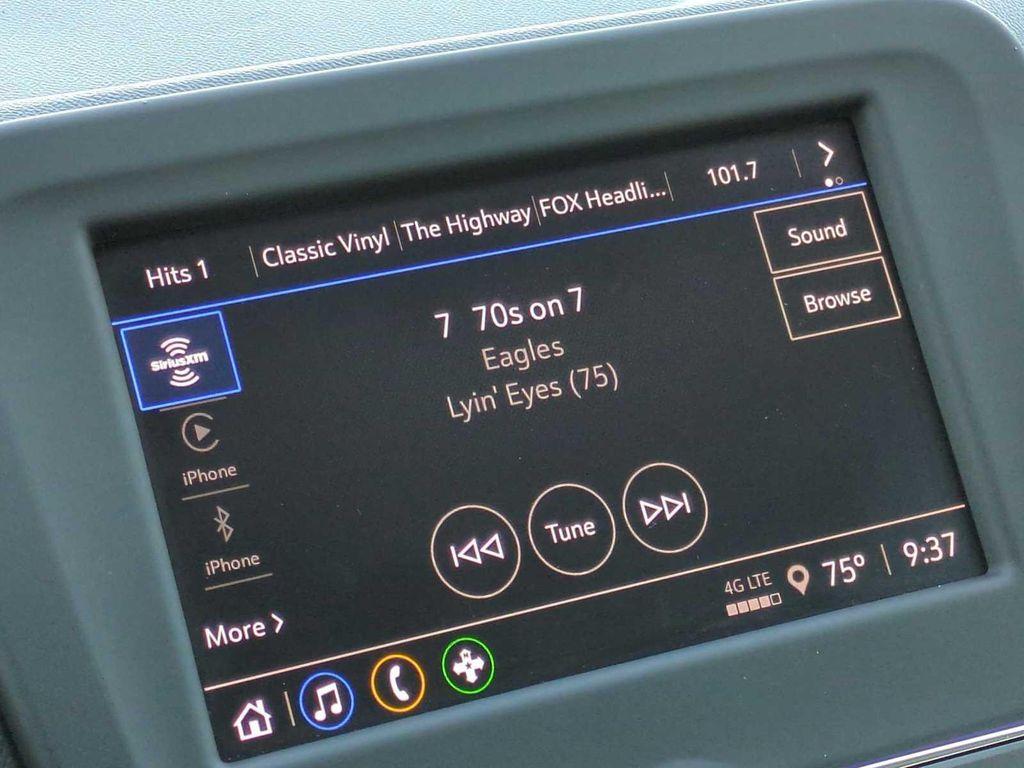 Hits 1
Classic Vinyl
The Highway
FOX Headli...
101.7
Sound
Browse
7 70s on 7
Eagles
Lyin' Eyes (75)
SiriusXM
iPhone
iPhone
Tune
More
4G LTE
75°
9:37